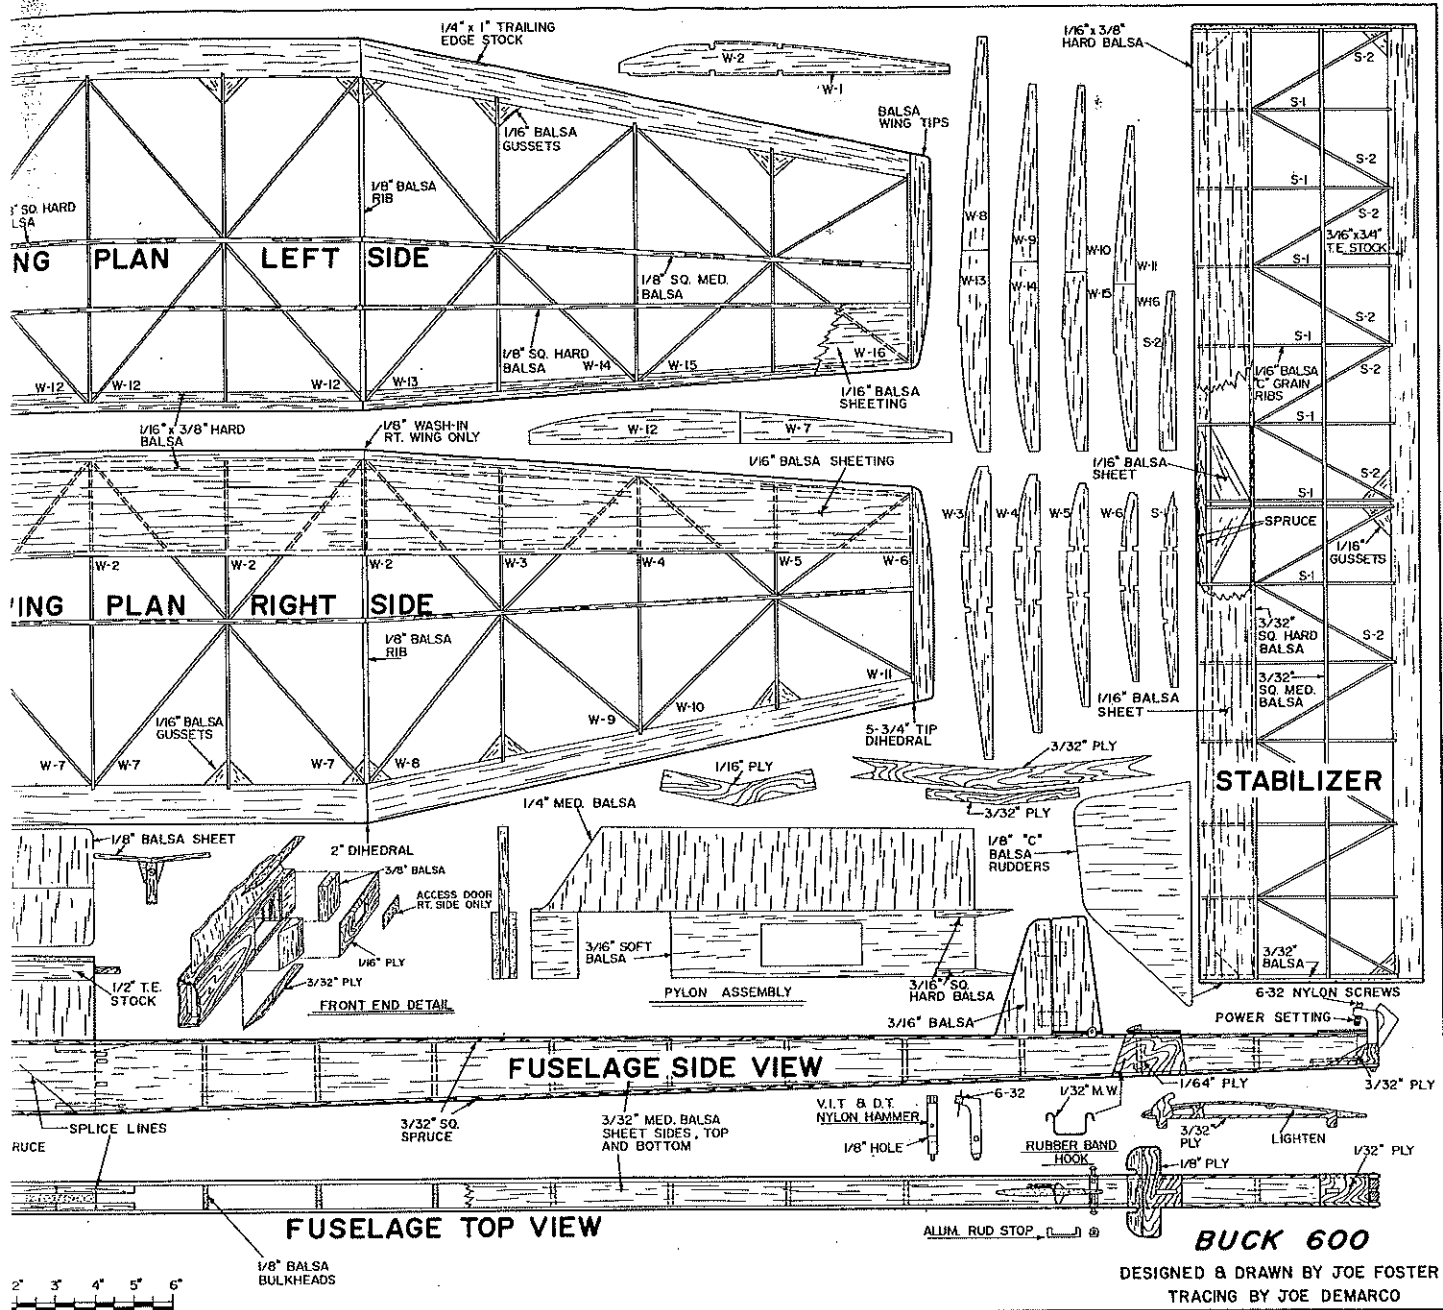 1/4" x 1" TRAILING
EDGE STOCK
W-2
W-1
1/16" x 3/8"
HARD BALSA
S-2
S-1
BALSA
WING TIPS
1/16" BALSA
GUSSETS
1/8" BALSA
RIB
SQ. HARD
S-2
S-1
W-8
W-9
W-10
W-11
S-2
3/16" x 3/4"
T.E. STOCK
NG PLAN LEFT SIDE
1/8" SQ. MED.
BALSA
W-13
W-14
W-15
W-16
S-2
S-1
S-2
1/8" SQ. HARD
BALSA
W-12
W-12
W-12
W-13
W-14
W-15
W-16
1/16" BALSA
SHEETING
S-1
S-2
1/16" BALSA
"C" GRAIN
RIBS
1/16" x 3/8" HARD
BALSA
1/8" WASH-IN
RT. WING ONLY
W-12
W-7
S-1
1/16" BALSA SHEETING
1/16" BALSA
SHEET
S-2
S-1
W-3
W-4
W-5
W-6
S-1
SPRUCE
1/16"
GUSSETS
W-2
W-2
W-2
W-3
W-4
W-5
W-6
S-1
ING PLAN RIGHT SIDE
1/8" BALSA
RIB
3/32"
SQ. HARD
BALSA
S-2
W-11
3/32"
SQ. MED.
BALSA
1/16" BALSA
SHEET
1/16" BALSA
GUSSETS
W-9
W-10
5-3/4" TIP
DIHEDRAL
W-7
W-7
W-7
W-8
1/16" PLY
3/32" PLY
3/32" PLY
STABILIZER
1/4" MED. BALSA
1/8" BALSA SHEET
2" DIHEDRAL
3/8" BALSA
1/8" "C"
BALSA
RUDDERS
ACCESS DOOR
RT. SIDE ONLY
1/16" PLY
3/16" SOFT
BALSA
1/2" T.E.
STOCK
3/32" PLY
FRONT END DETAIL
PYLON ASSEMBLY
3/16" SQ.
HARD BALSA
3/32"
BALSA
6-32 NYLON SCREWS
3/16" BALSA
POWER SETTING
FUSELAGE SIDE VIEW
1/64" PLY
3/32" PLY
SPLICE LINES
3/32" SQ.
SPRUCE
3/32" MED. BALSA
SHEET SIDES, TOP
AND BOTTOM
V.I.T & D.T.
NYLON HAMMER
6-32
1/32" M.W.
1/8" HOLE
RUBBER BAND
HOOK
3/32"
PLY
LIGHTEN
RUCE
1/8" PLY
1/32" PLY
FUSELAGE TOP VIEW
ALUM. RUD STOP
1/8" BALSA
BULKHEADS
BUCK 600
DESIGNED & DRAWN BY JOE FOSTER
TRACING BY JOE DEMARCO
2" 3" 4" 5" 6"